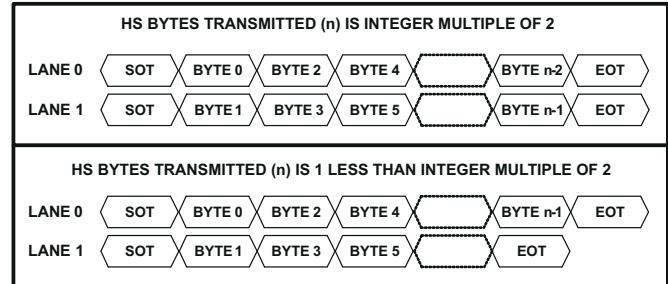 HS BYTES TRANSMITTED (n) IS INTEGER MULTIPLE OF 2
LANE 0 SOT BYTE 0 BYTE 2 BYTE 4 BYTE n-2 EOT
LANE 1 SOT BYTE 1 BYTE 3 BYTE 5 BYTE n-1 EOT
HS BYTES TRANSMITTED (n) IS 1 LESS THAN INTEGER MULTIPLE OF 2
LANE 0 SOT BYTE 0 BYTE 2 BYTE 4 BYTE n-1 EOT
LANE 1 SOT BYTE 1 BYTE 3 BYTE 5 EOT